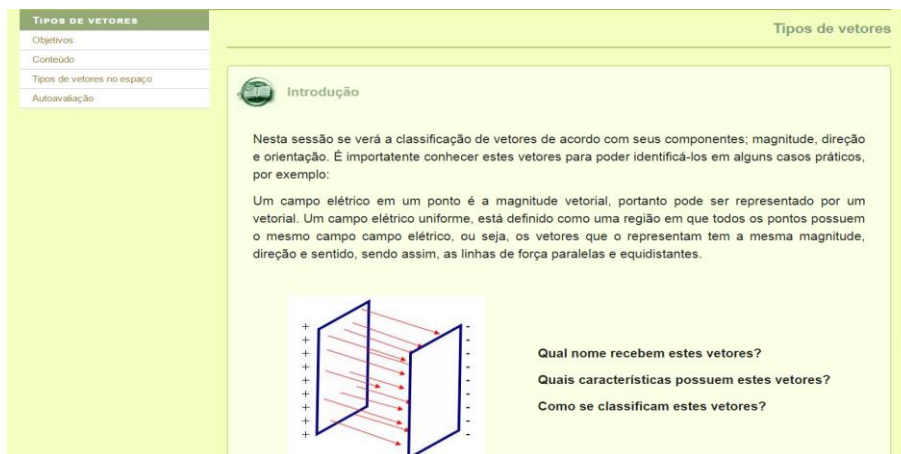 TIPOS DE VETORES
Objetivos
Conteúdo
Tipos de vetores no espaço
Autoavaliação
Tipos de vetores
Introdução
Nesta sessão se verá a classificação de vetores de acordo com seus componentes; magnitude, direção
e orientação. É importatente conhecer estes vetores para poder identificá-los em alguns casos práticos,
por exemplo:
Um campo elétrico em um ponto é a magnitude vetorial, portanto pode ser representado por um
vetorial. Um campo elétrico uniforme, está definido como uma região em que todos os pontos possuem
o mesmo campo campo elétrico, ou seja, os vetores que o representam tem a mesma magnitude,
direção e sentido, sendo assim, as linhas de força paralelas e equidistantes.
Qual nome recebem estes vetores?
Quais características possuem estes vetores?
Como se classificam estes vetores?